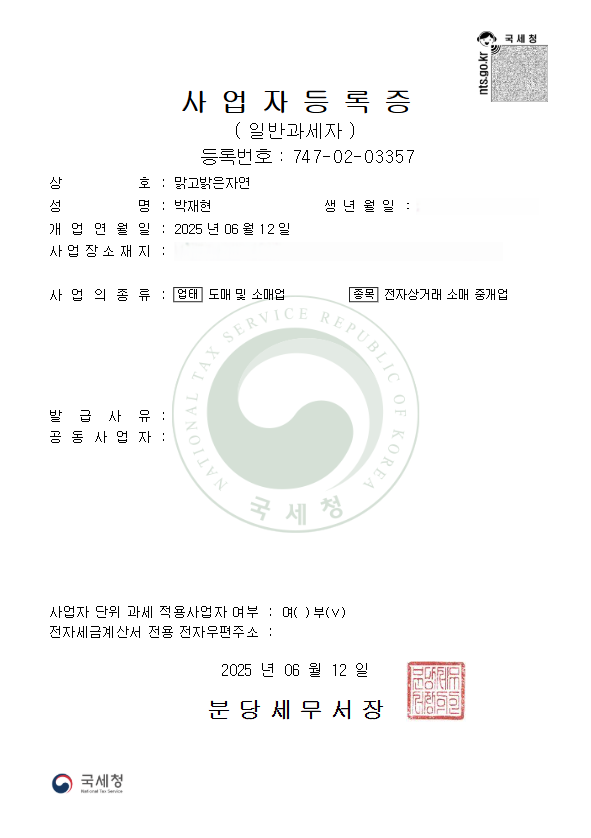 국세청
nts.go.kr
사업자등록증
( 일반과세자 )
등록번호 : 747-02-03357
상 호 : 맑고밝은자연
성 명 : 박재현 생년월일 :
개업연월일 : 2025 년 06 월 12 일
사업장소재지 :
사업의종류 : 업태 도매 및 소매업 종목 전자상거래 소매 중개업
NATIONAL TAX SERVICE REPUBLIC OF KOREA
국세청
발급사유 :
공동사업자 :
사업자 단위 과세 적용사업자 여부 : 여( ) 부(∨)
전자세금계산서 전용 전자우편주소 :
2025 년 06 월 12 일
분당세무서장
국세청
National Tax Service